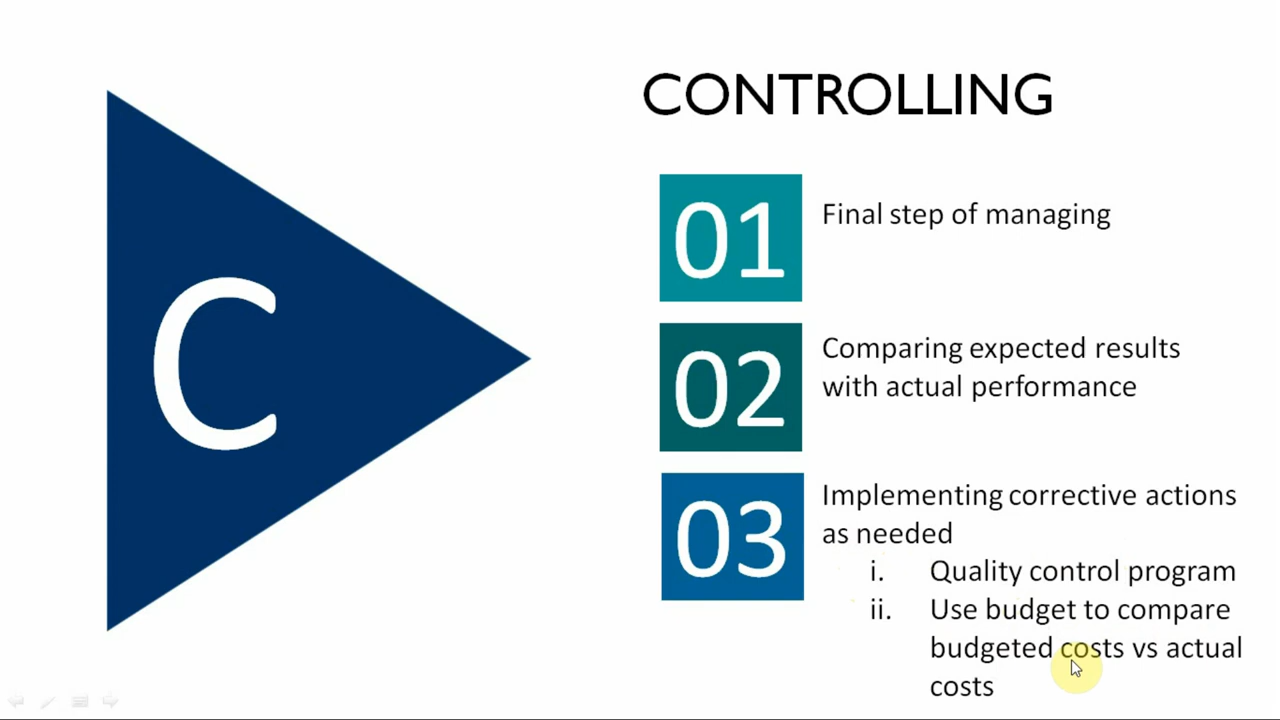 C
CONTROLLING
01
Final step of managing
02
Comparing expected results
with actual performance
03
Implementing corrective actions
as needed
i. Quality control program
ii. Use budget to compare
budgeted costs vs actual
costs